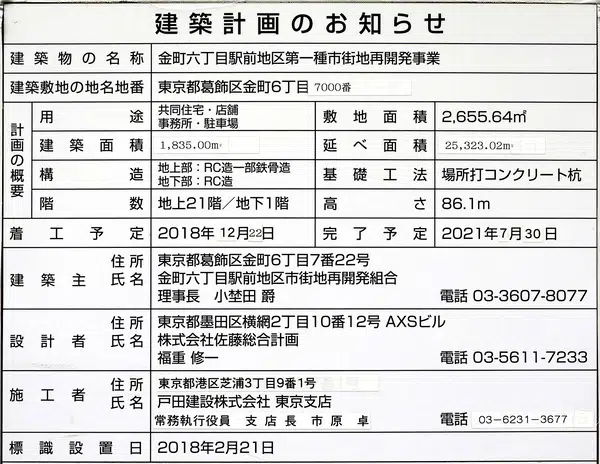 建築計画のお知らせ
建築物の名称 金町六丁目駅前地区第一種市街地再開発事業
建築敷地の地名地番 東京都葛飾区金町6丁目 7000番
計画の概要
用途 共同住宅・店舗 事務所・駐車場 敷地面積 2,655.64㎡
建築面積 1,835.00㎡ 延べ面積 25,323.02㎡
構造 地上部：RC造一部鉄骨造 地下部：RC造 基礎工法 場所打コンクリート杭
階数 地上21階／地下1階 高さ 86.1m
着工予定 2018年 12月22日 完了予定 2021年7月30日
建築主 住所 氏名
東京都葛飾区金町6丁目7番22号
金町六丁目駅前地区市街地再開発組合
理事長 小埜田 爵 電話 03-3607-8077
設計者 住所 氏名
東京都墨田区横網2丁目10番12号 AXSビル
株式会社佐藤総合計画
福重 修一 電話 03-5611-7233
施工者 住所 氏名
東京都港区芝浦3丁目9番1号
戸田建設株式会社 東京支店
常務執行役員 支店長 市原 卓 電話 03-6231-3677
標識設置日 2018年2月21日